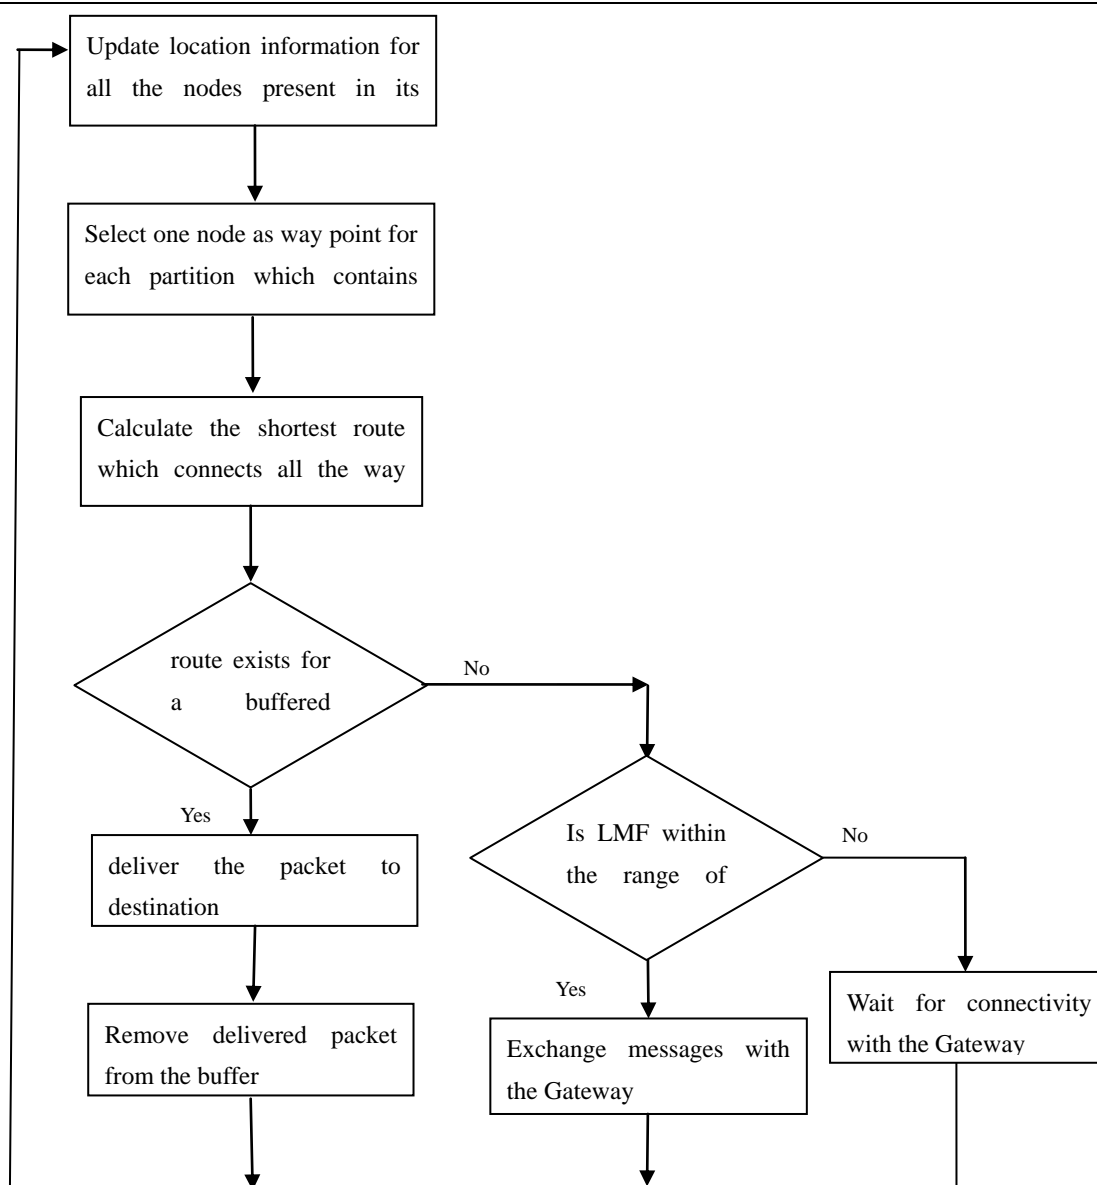 Update location information for
all the nodes present in its
Select one node as way point for
each partition which contains
Calculate the shortest route
which connects all the way
route exists for
a buffered
No
Yes
deliver the packet to
destination
Remove delivered packet
from the buffer
Is LMF within
the range of
No
Yes
Exchange messages with
the Gateway
Wait for connectivity
with the Gateway